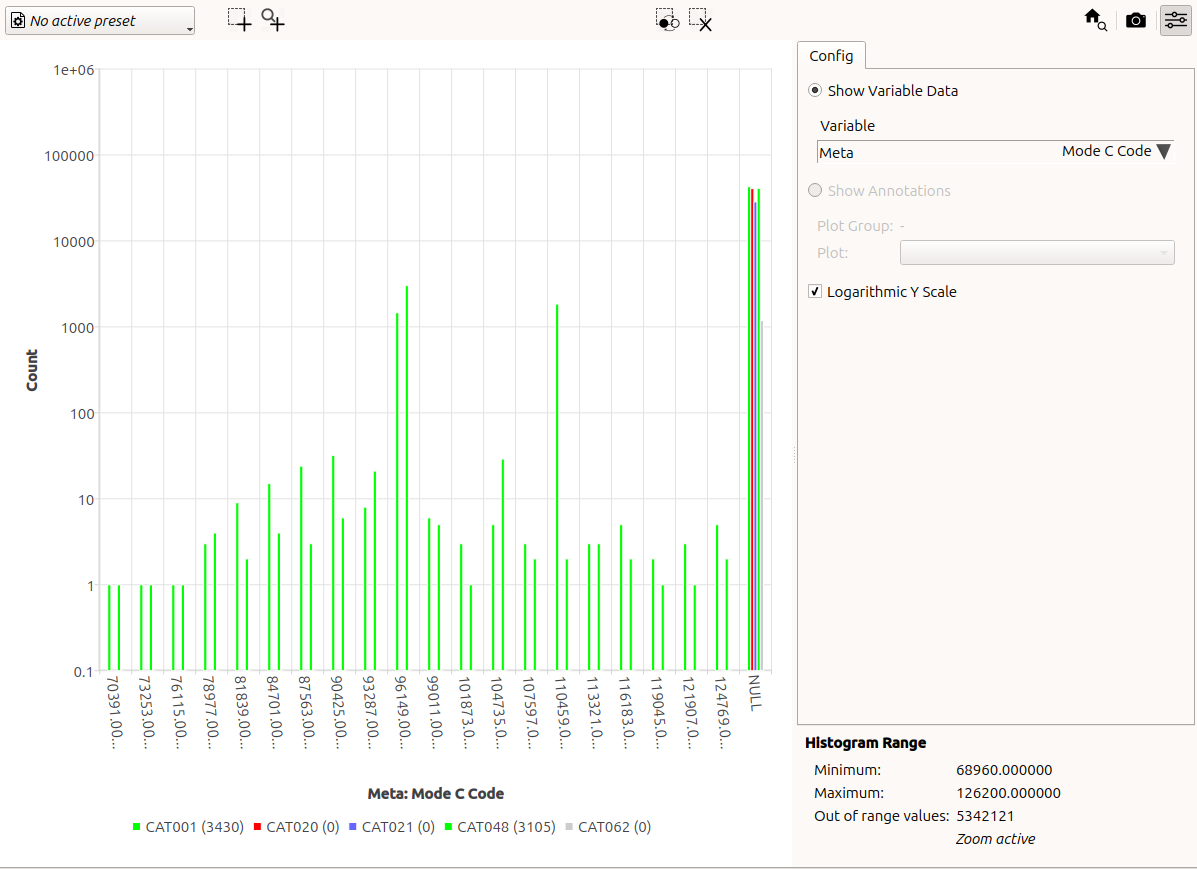 No active preset
Config
Show Variable Data
Variable
Meta Mode C Code
Show Annotations
Plot Group: -
Plot:
Logarithmic Y Scale
1e+06
100000
10000
1000
100
10
1
0.1
Count
70391.00...
73253.00...
76115.00...
78977.00...
81839.00...
84701.00...
87563.00...
90425.00...
93287.00...
96149.00...
99011.00...
101873.0...
104735.0...
107597.0...
110459.0...
113321.0...
116183.0...
119045.0...
121907.0...
124769.0...
NULL
Meta: Mode C Code
CAT001 (3430) CAT020 (0) CAT021 (0) CAT048 (3105) CAT062 (0)
Histogram Range
Minimum: 68960.000000
Maximum: 126200.000000
Out of range values: 5342121
Zoom active